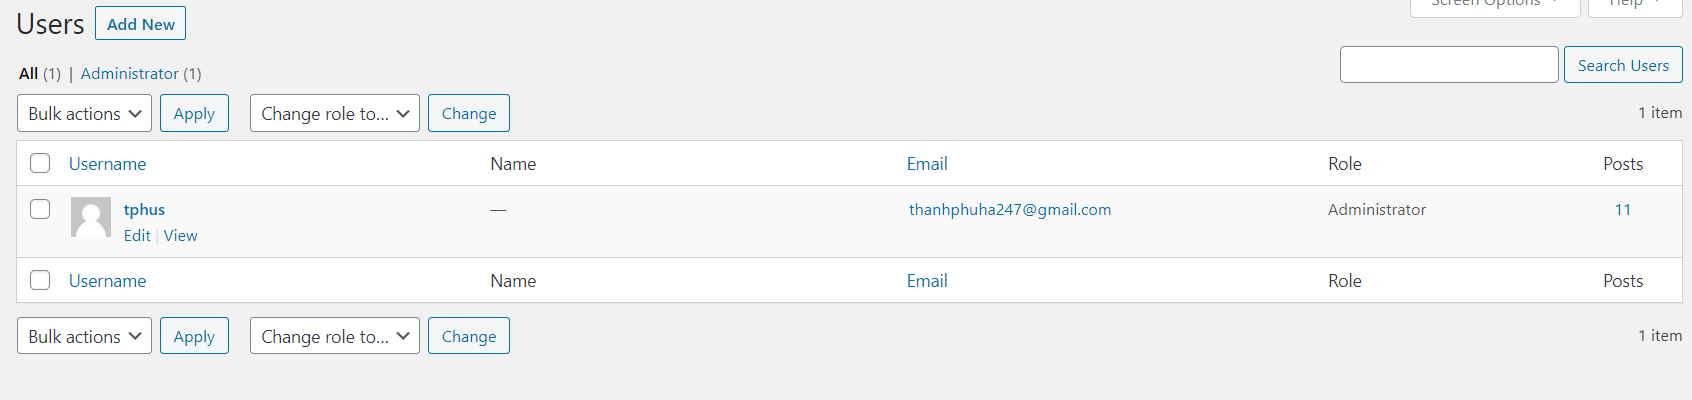 Screen Options Help
Users Add New
All (1) | Administrator (1)
Search Users
Bulk actions Apply Change role to... Change 1 item
Username Name Email Role Posts
tphus — thanhphuha247@gmail.com Administrator 11
Edit | View
Username Name Email Role Posts
Bulk actions Apply Change role to... Change 1 item